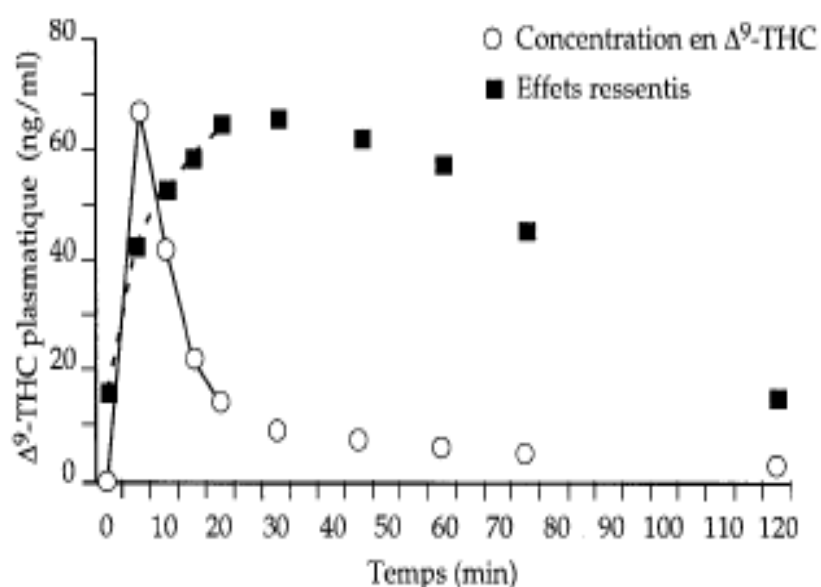 80
60
40
20
0
Δ⁹-THC plasmatique (ng/ml)
Concentration en Δ⁹-THC
Effets ressentis
0 10 20 30 40 50 60 70 80 90 100 110 120
Temps (min)